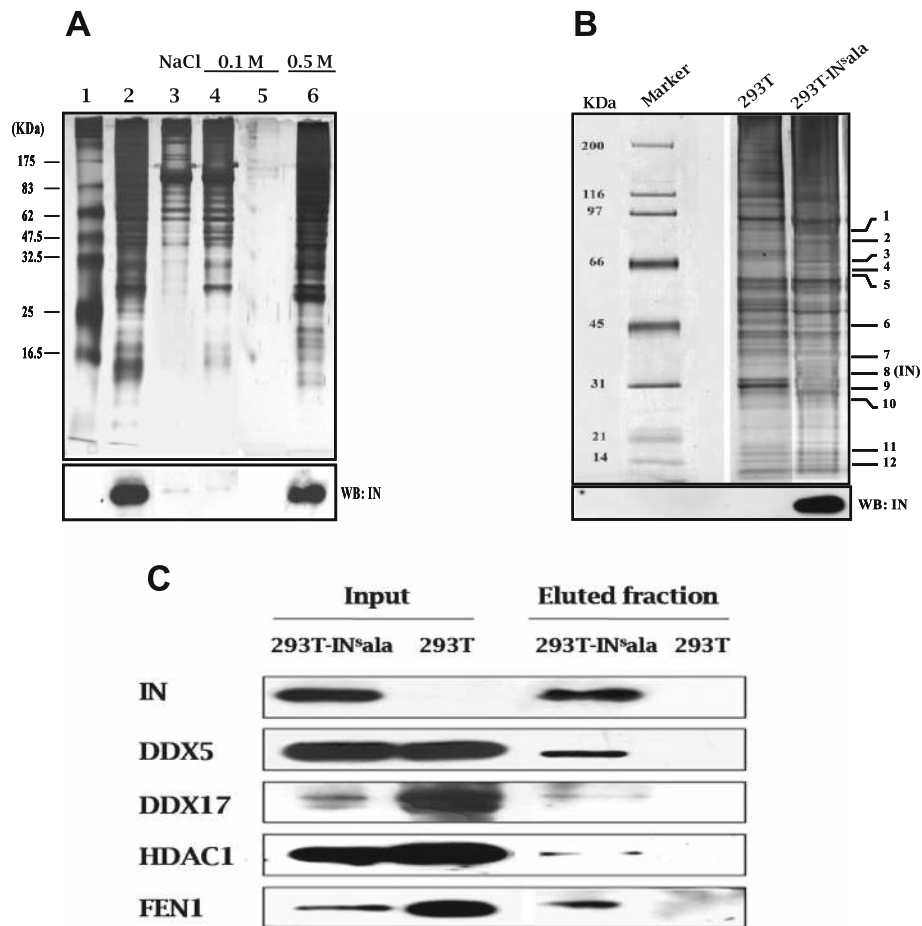 A
NaCl 0.1 M 0.5 M
1 2 3 4 5 6
(KDa)
175
83
62
47.5
32.5
25
16.5
WB: IN
B
KDa Marker 293T 293T-INˢala
200
116
97
66
45
31
21
14
1
2
3
4
5
6
7
8 (IN)
9
10
11
12
WB: IN
C
Input Eluted fraction
293T-INˢala 293T 293T-INˢala 293T
IN
DDX5
DDX17
HDAC1
FEN1